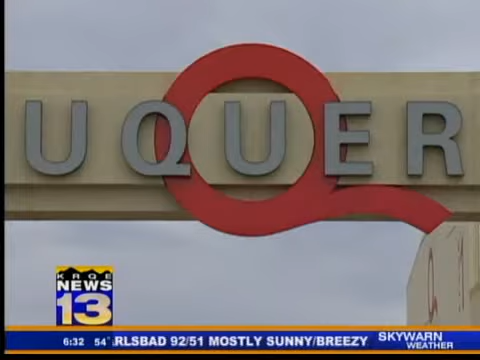 UQUER
KRQE
NEWS
13
6:32 54° RLSBAD 92/51 MOSTLY SUNNY/BREEZY
SKYWARN
WEATHER